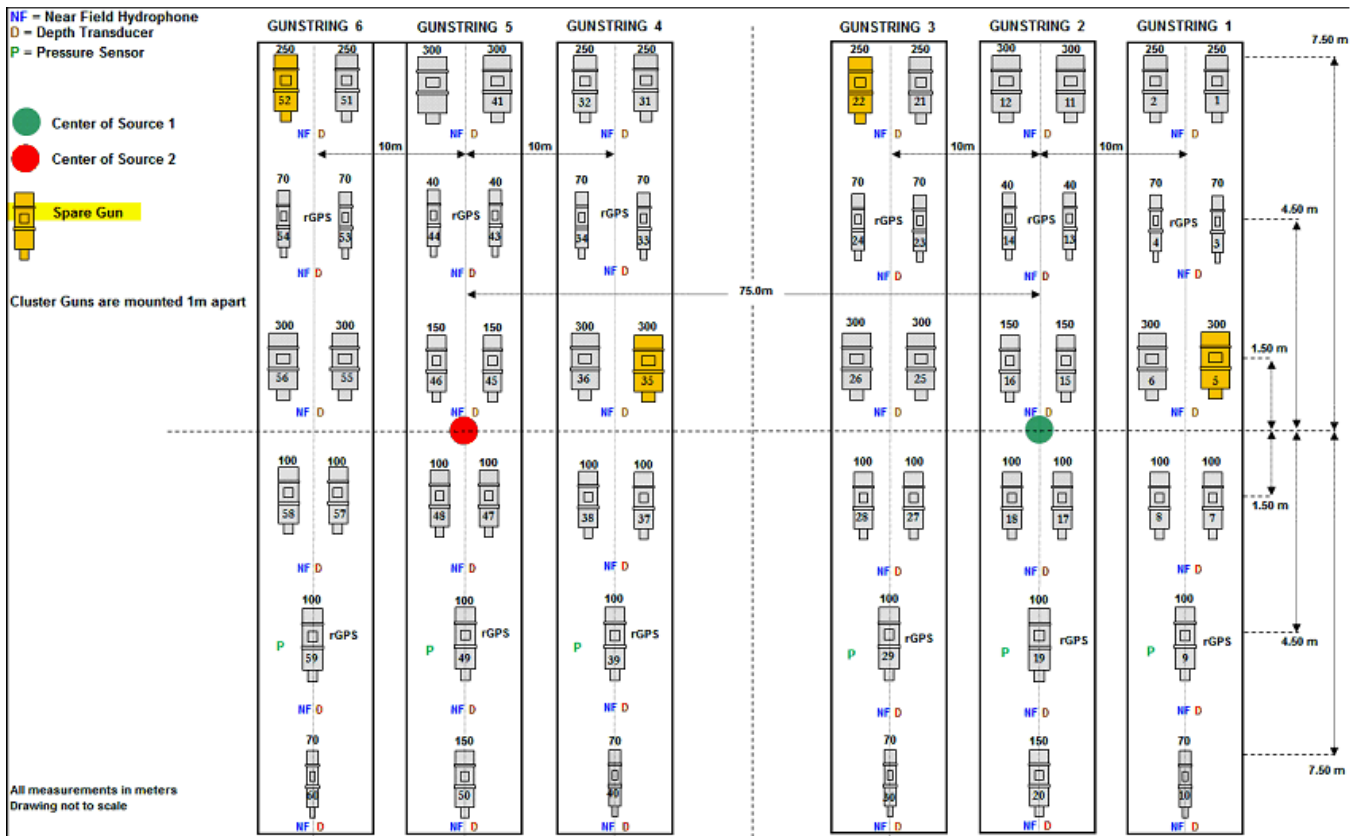 NF = Near Field Hydrophone
D = Depth Transducer
P = Pressure Sensor
Center of Source 1
Center of Source 2
Spare Gun
Cluster Guns are mounted 1m apart
GUNSTRING 6 GUNSTRING 5 GUNSTRING 4 GUNSTRING 3 GUNSTRING 2 GUNSTRING 1
7.50 m
250 250 300 300 250 250 250 250 300 300 250 250
52 51 41 32 31 22 21 12 11 2 1
NF D NF D NF D NF D NF D NF D
10m 10m 10m 10m
70 70 40 40 70 70 70 70 40 40 70 70
rGPS rGPS rGPS rGPS rGPS rGPS
4.50 m
54 53 44 43 34 33 24 23 14 13 4 3
NF D NF D NF D NF D NF D NF D
75.0m
300 300 150 150 300 300 300 300 150 150 300 300
1.50 m
56 55 46 45 36 35 26 25 16 15 6 5
NF D NF D NF D NF D NF D NF D
100 100 100 100 100 100 100 100 100 100 100 100
58 57 48 47 38 37 28 27 18 17 8 7
1.50 m
NF D NF D NF D NF D NF D NF D
100 100 100 100 100 100
rGPS rGPS rGPS rGPS rGPS rGPS
4.50 m
P 59 P 49 P 39 P 29 P 19 P 9
NF D NF D NF D NF D NF D NF D
70 150 70 70 150 70
7.50 m
60 50 40 30 20 10
NF D NF D NF D NF D NF D NF D
All measurements in meters
Drawing not to scale